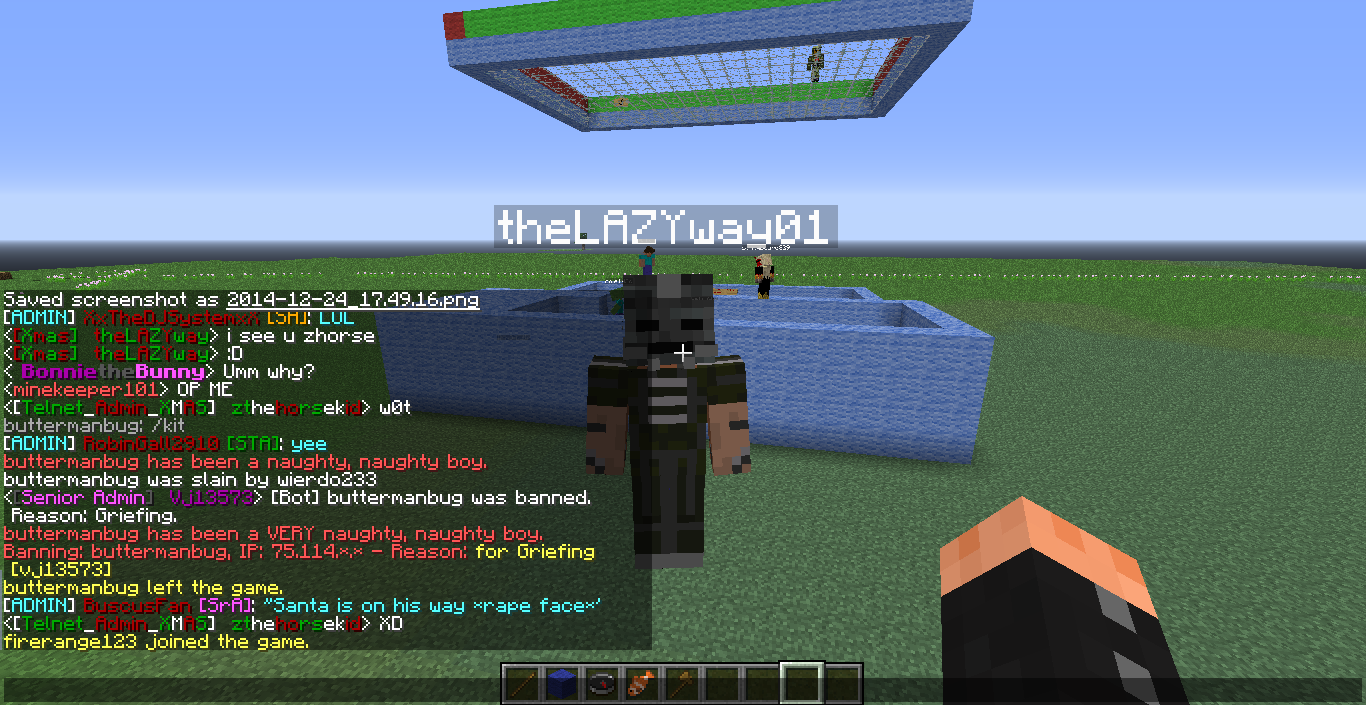 theLAZYway01
Saved screenshot as 2014-12-24_17.49.16.png
[ADMIN] XxTheDJSystemxX [SA]: LOL
<[Xmas] theLAZYway> i see u zhorse
<[Xmas] theLAZYway> :D
< BonnietheBunny> Umm why?
<minekeeper101> OP ME
<[Telnet_Admin_XMAS] zthehorsekid> w0t
buttermanbug: /kit
[ADMIN] RobinGall2910 [STA]: yee
buttermanbug has been a naughty, naughty boy.
buttermanbug was slain by wierdo233
<[Senior Admin] Vj13573> [Bot] buttermanbug was banned.
Reason: Griefing.
buttermanbug has been a VERY naughty, naughty boy.
Banning: buttermanbug, IP: 75.114.*.* - Reason: for Griefing
[vj13573]
buttermanbug left the game.
[ADMIN] BuscusFan [SrA]: "Santa is on his way *rape face*'
<[Telnet_Admin_XMAS] zthehorsekid> XD
firerange123 joined the game.